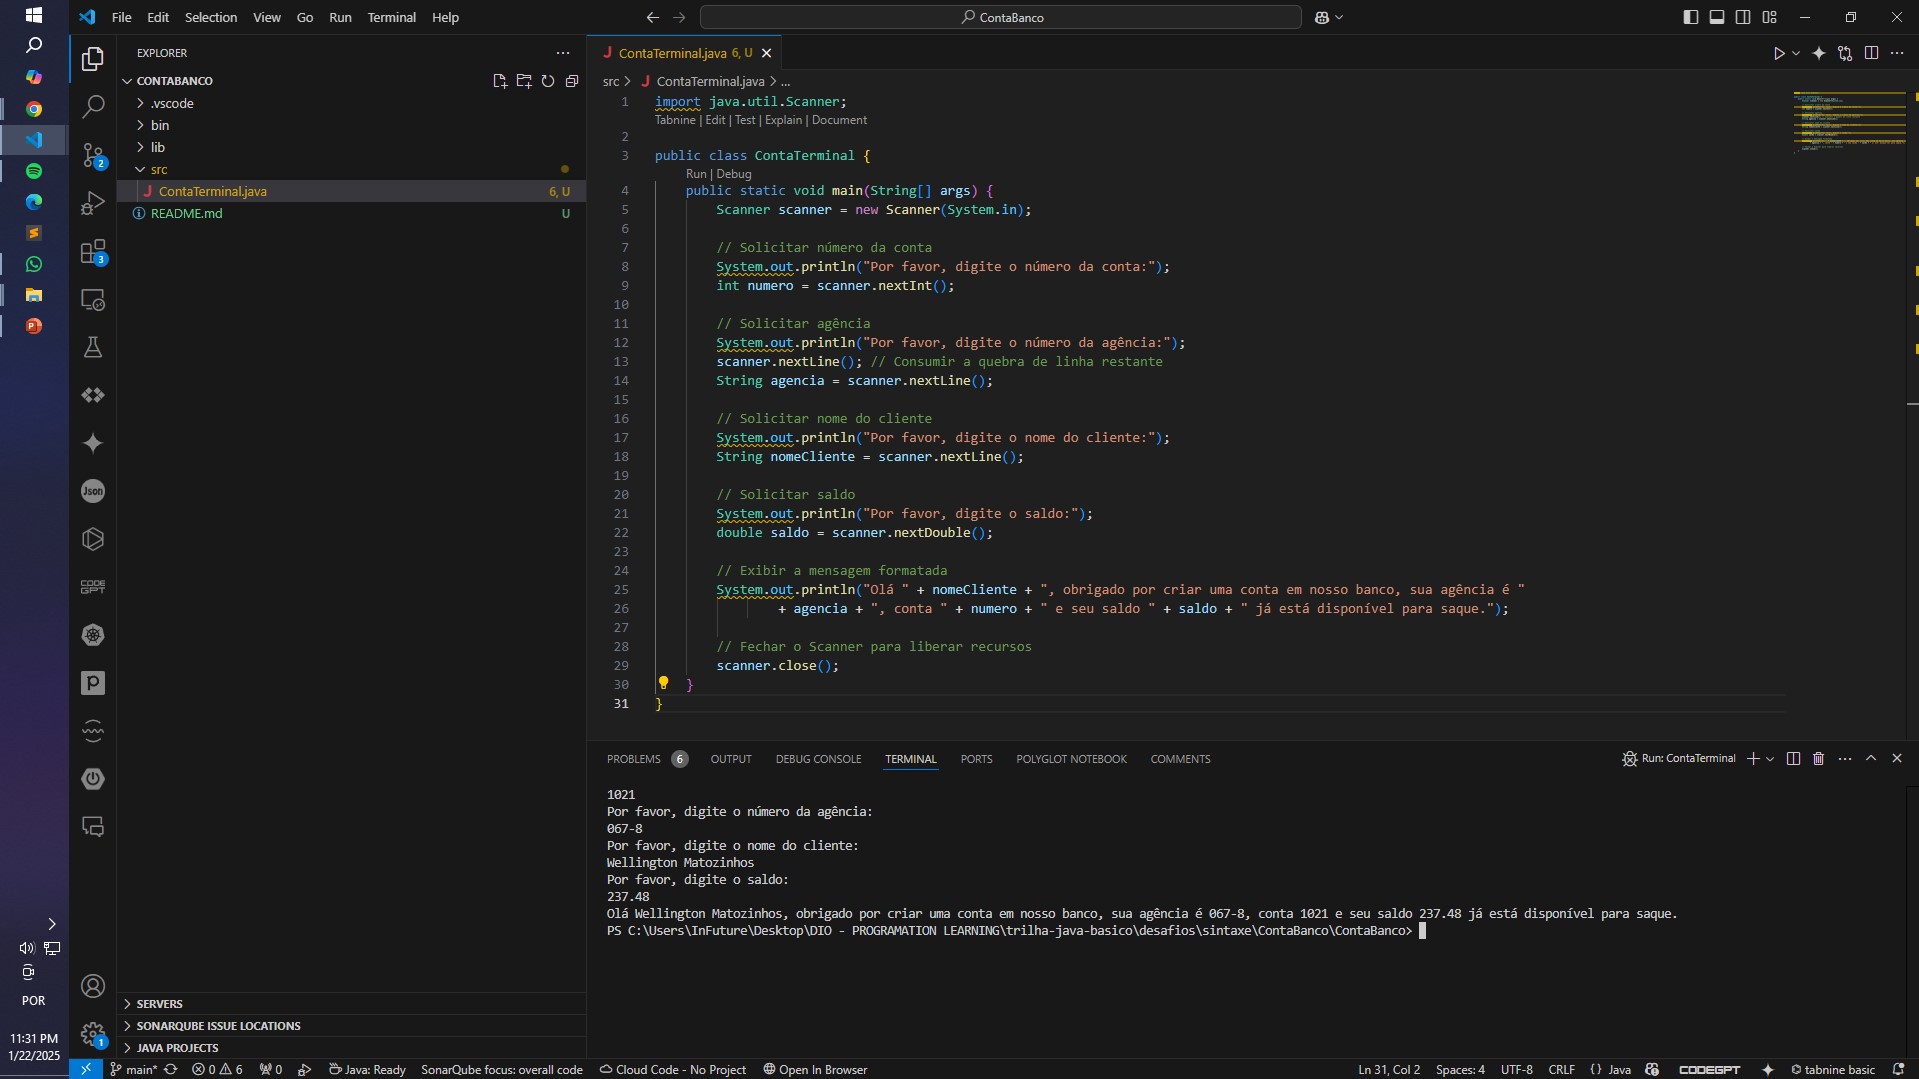 File Edit Selection View Go Run Terminal Help
ContaBanco
EXPLORER
CONTABANCO
.vscode
bin
lib
src
ContaTerminal.java 6, U
README.md U
ContaTerminal.java 6, U
src > ContaTerminal.java > ...
1 import java.util.Scanner;
Tabnine | Edit | Test | Explain | Document
2
3 public class ContaTerminal {
Run | Debug
4 public static void main(String[] args) {
5 Scanner scanner = new Scanner(System.in);
6
7 // Solicitar número da conta
8 System.out.println("Por favor, digite o número da conta:");
9 int numero = scanner.nextInt();
10
11 // Solicitar agência
12 System.out.println("Por favor, digite o número da agência:");
13 scanner.nextLine(); // Consumir a quebra de linha restante
14 String agencia = scanner.nextLine();
15
16 // Solicitar nome do cliente
17 System.out.println("Por favor, digite o nome do cliente:");
18 String nomeCliente = scanner.nextLine();
19
20 // Solicitar saldo
21 System.out.println("Por favor, digite o saldo:");
22 double saldo = scanner.nextDouble();
23
24 // Exibir a mensagem formatada
25 System.out.println("Olá " + nomeCliente + ", obrigado por criar uma conta em nosso banco, sua agência é "
26 + agencia + ", conta " + numero + " e seu saldo " + saldo + " já está disponível para saque.");
27
28 // Fechar o Scanner para liberar recursos
29 scanner.close();
30 }
31 }
PROBLEMS 6 OUTPUT DEBUG CONSOLE TERMINAL PORTS POLYGLOT NOTEBOOK COMMENTS
Run: ContaTerminal
1021
Por favor, digite o número da agência:
067-8
Por favor, digite o nome do cliente:
Wellington Matozinhos
Por favor, digite o saldo:
237.48
Olá Wellington Matozinhos, obrigado por criar uma conta em nosso banco, sua agência é 067-8, conta 1021 e seu saldo 237.48 já está disponível para saque.
PS C:\Users\InFuture\Desktop\DIO - PROGRAMATION LEARNING\trilha-java-basico\desafios\sintaxe\ContaBanco\ContaBanco>
2
3
Json
CODE
GPT
1
SERVERS
SONARQUBE ISSUE LOCATIONS
JAVA PROJECTS
POR
11:31 PM
1/22/2025
main* 0 6 0 Java: Ready SonarQube focus: overall code Cloud Code - No Project Open In Browser
Ln 31, Col 2 Spaces: 4 UTF-8 CRLF {} Java CODEGPT tabnine basic